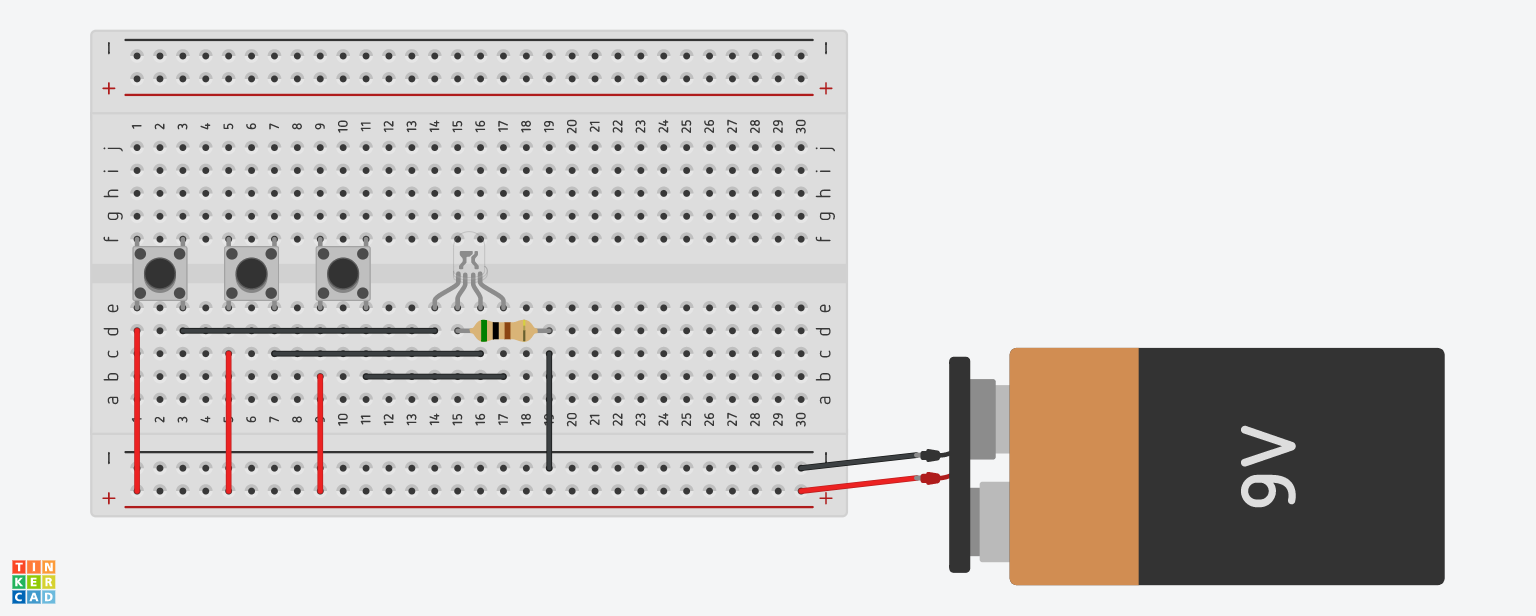 − −
+ +
1 2 3 4 5 6 7 8 9 10 11 12 13 14 15 16 17 18 19 20 21 22 23 24 25 26 27 28 29 30
j j
i i
h h
g g
f f
e e
d d
c c
b b
a a
1 2 3 4 5 6 7 8 9 10 11 12 13 14 15 16 17 18 19 20 21 22 23 24 25 26 27 28 29 30
− −
+ +
9V
TIN
KER
CAD